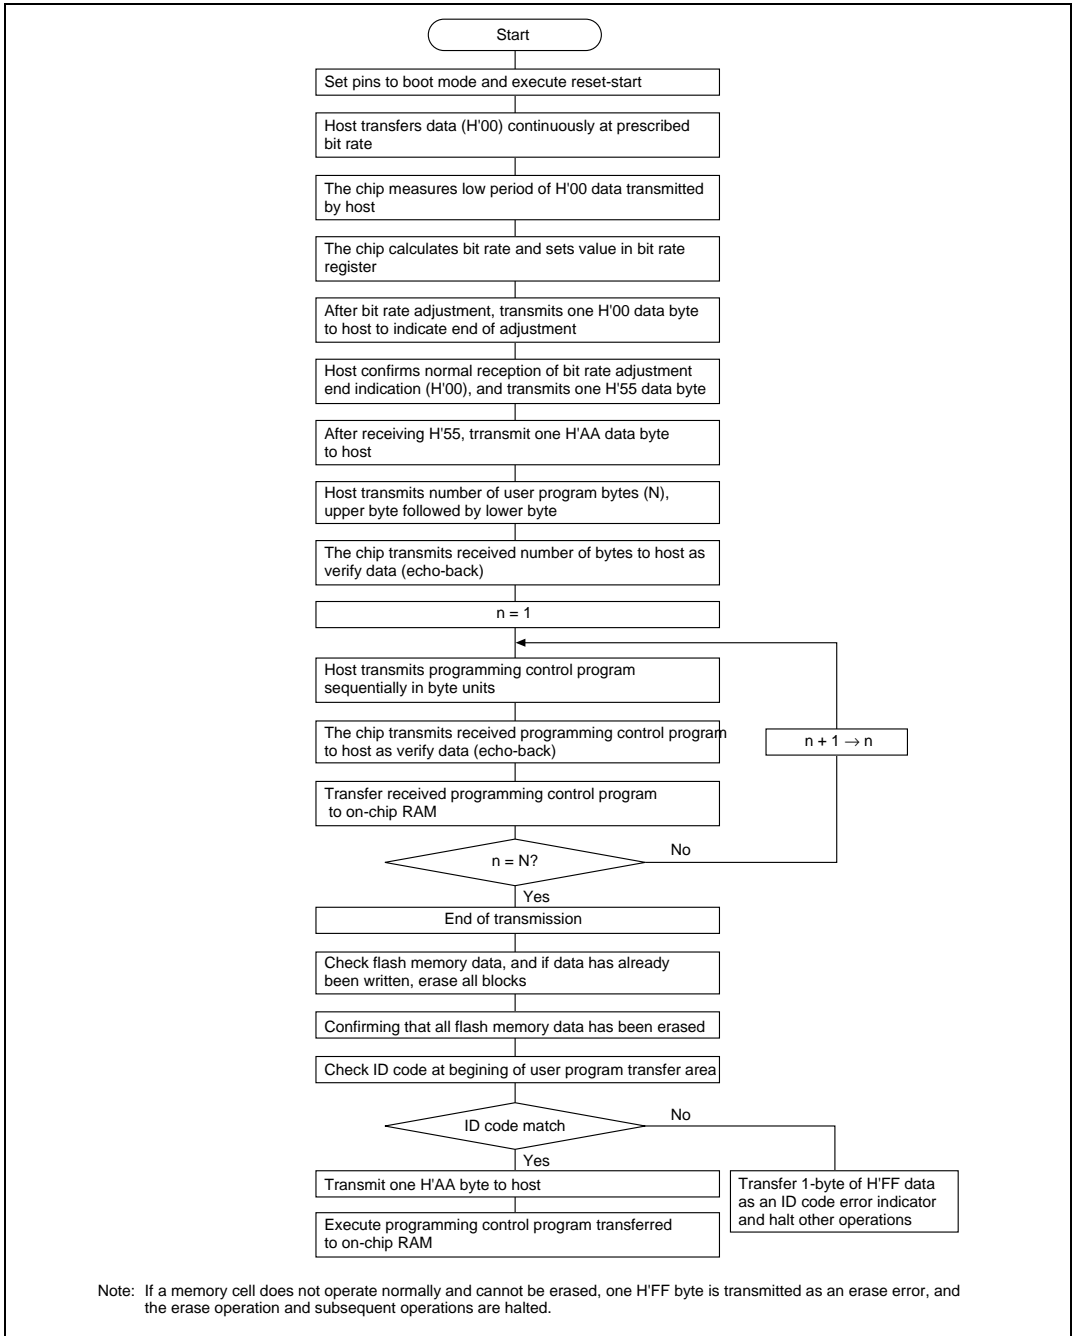 Start
Set pins to boot mode and execute reset-start
Host transfers data (H'00) continuously at prescribed
bit rate
The chip measures low period of H'00 data transmitted
by host
The chip calculates bit rate and sets value in bit rate
register
After bit rate adjustment, transmits one H'00 data byte
to host to indicate end of adjustment
Host confirms normal reception of bit rate adjustment
end indication (H'00), and transmits one H'55 data byte
After receiving H'55, trransmit one H'AA data byte
to host
Host transmits number of user program bytes (N),
upper byte followed by lower byte
The chip transmits received number of bytes to host as
verify data (echo-back)
n = 1
Host transmits programming control program
sequentially in byte units
The chip transmits received programming control program
to host as verify data (echo-back)
n + 1 → n
Transfer received programming control program
to on-chip RAM
n = N?
No
Yes
End of transmission
Check flash memory data, and if data has already
been written, erase all blocks
Confirming that all flash memory data has been erased
Check ID code at begining of user program transfer area
ID code match
No
Yes
Transmit one H'AA byte to host
Transfer 1-byte of H'FF data
as an ID code error indicator
and halt other operations
Execute programming control program transferred
to on-chip RAM
Note: If a memory cell does not operate normally and cannot be erased, one H'FF byte is transmitted as an erase error, and
the erase operation and subsequent operations are halted.